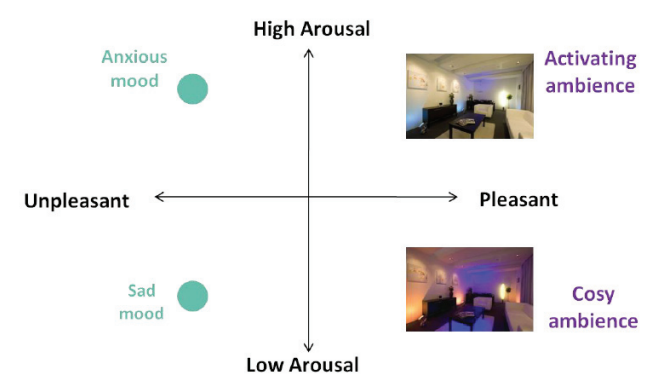 High Arousal
Anxious
mood
Activating
ambience
Unpleasant
Pleasant
Sad
mood
Cosy
ambience
Low Arousal